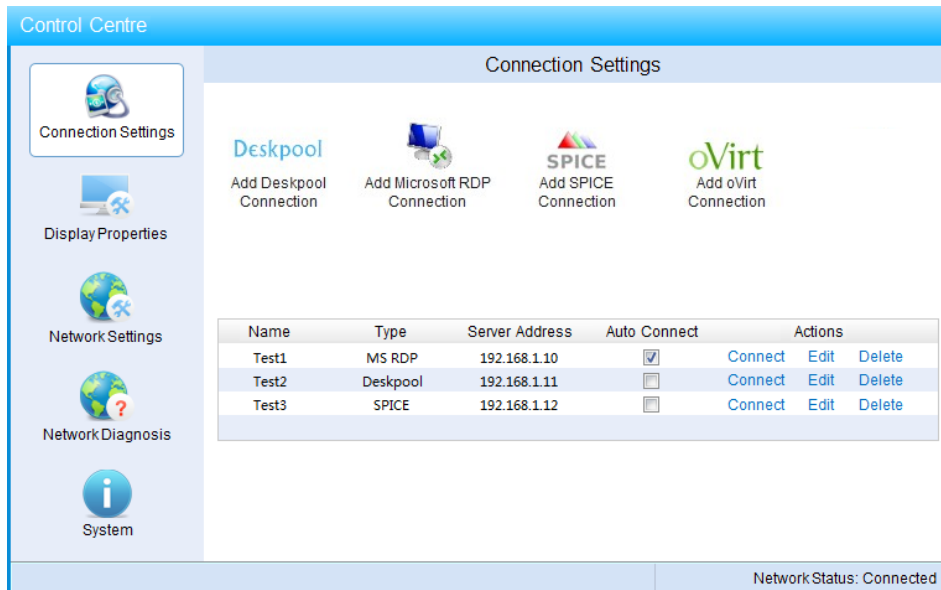 Control Centre
Connection Settings
Connection Settings
Display Properties
Network Settings
?
Network Diagnosis
i
System
Deskpool
Add Deskpool
Connection
Add Microsoft RDP
Connection
SPICE
Add SPICE
Connection
oVirt
Add oVirt
Connection
Name Type Server Address Auto Connect Actions
Test1 MS RDP 192.168.1.10 Connect Edit Delete
Test2 Deskpool 192.168.1.11 Connect Edit Delete
Test3 SPICE 192.168.1.12 Connect Edit Delete
Network Status: Connected